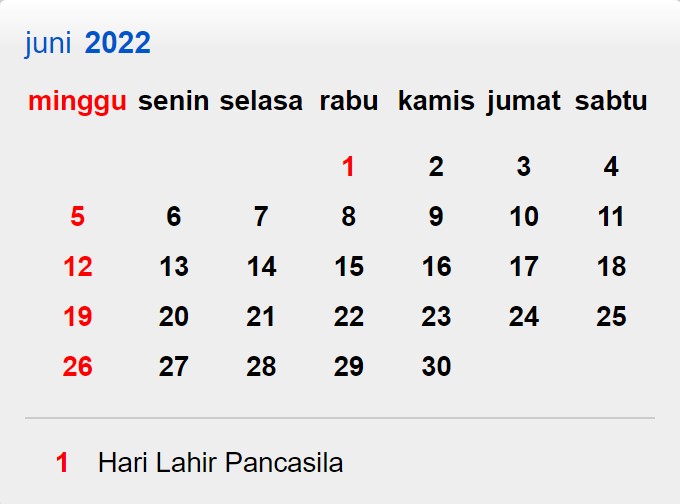 juni 2022
minggu senin selasa rabu kamis jumat sabtu
1 2 3 4
5 6 7 8 9 10 11
12 13 14 15 16 17 18
19 20 21 22 23 24 25
26 27 28 29 30
1 Hari Lahir Pancasila